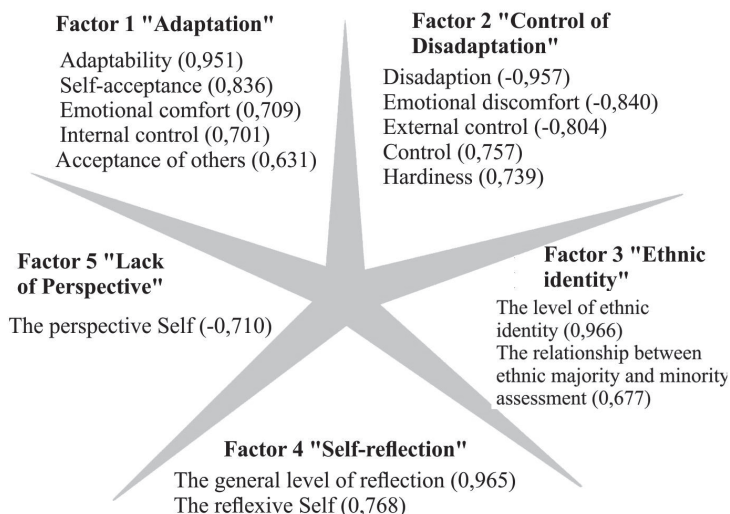 Factor 1 "Adaptation"
Adaptability (0,951)
Self-acceptance (0,836)
Emotional comfort (0,709)
Internal control (0,701)
Acceptance of others (0,631)
Factor 2 "Control of
Disadaptation"
Disadaption (-0,957)
Emotional discomfort (-0,840)
External control (-0,804)
Control (0,757)
Hardiness (0,739)
Factor 3 "Ethnic
identity"
The level of ethnic
identity (0,966)
The relationship between
ethnic majority and minority
assessment (0,677)
Factor 5 "Lack
of Perspective"
The perspective Self (-0,710)
Factor 4 "Self-reflection"
The general level of reflection (0,965)
The reflexive Self (0,768)